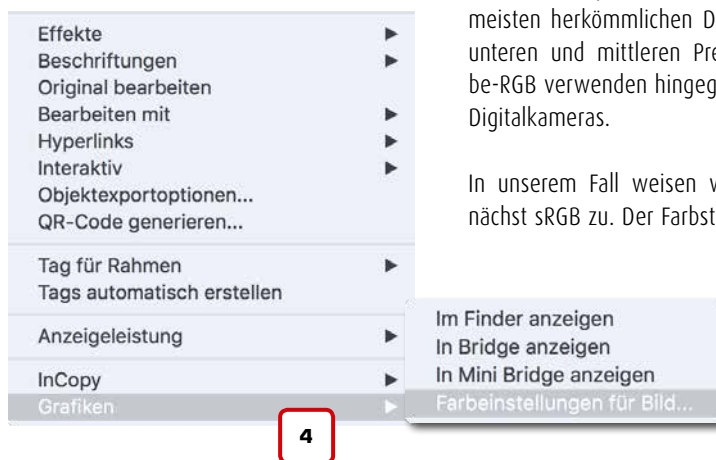 Effekte
Beschriftungen
Original bearbeiten
Bearbeiten mit
Hyperlinks
Interaktiv
Objektexportoptionen...
QR-Code generieren...
Tag für Rahmen
Tags automatisch erstellen
Anzeigeleistung
InCopy
Grafiken
Im Finder anzeigen
In Bridge anzeigen
In Mini Bridge anzeigen
Farbeinstellungen für Bild...
4
meisten herkömmlichen D
unteren und mittleren Pre
be-RGB verwenden hingeg
Digitalkameras.
In unserem Fall weisen w
nächst sRGB zu. Der Farbst